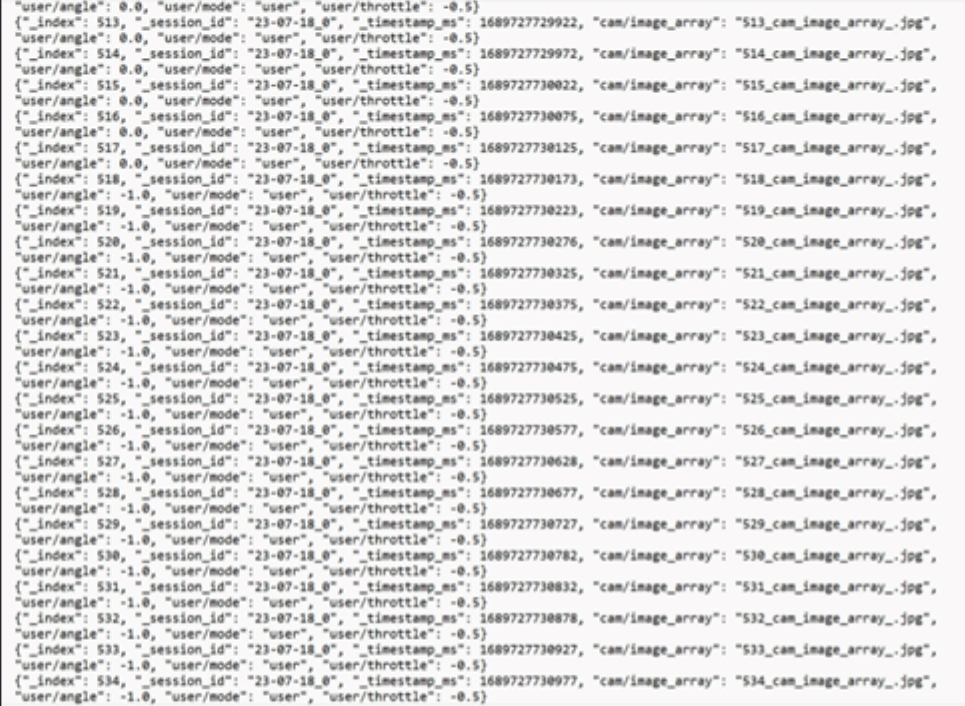 "user/angle": 0.0, "user/mode": "user", "user/throttle": -0.5}
{"_index": 513, "_session_id": "23-07-18_0", "_timestamp_ms": 1689727729922, "cam/image_array": "513_cam_image_array_.jpg",
"user/angle": 0.0, "user/mode": "user", "user/throttle": -0.5}
{"_index": 514, "_session_id": "23-07-18_0", "_timestamp_ms": 1689727729972, "cam/image_array": "514_cam_image_array_.jpg",
"user/angle": 0.0, "user/mode": "user", "user/throttle": -0.5}
{"_index": 515, "_session_id": "23-07-18_0", "_timestamp_ms": 1689727730022, "cam/image_array": "515_cam_image_array_.jpg",
"user/angle": 0.0, "user/mode": "user", "user/throttle": -0.5}
{"_index": 516, "_session_id": "23-07-18_0", "_timestamp_ms": 1689727730075, "cam/image_array": "516_cam_image_array_.jpg",
"user/angle": 0.0, "user/mode": "user", "user/throttle": -0.5}
{"_index": 517, "_session_id": "23-07-18_0", "_timestamp_ms": 1689727730125, "cam/image_array": "517_cam_image_array_.jpg",
"user/angle": 0.0, "user/mode": "user", "user/throttle": -0.5}
{"_index": 518, "_session_id": "23-07-18_0", "_timestamp_ms": 1689727730173, "cam/image_array": "518_cam_image_array_.jpg",
"user/angle": -1.0, "user/mode": "user", "user/throttle": -0.5}
{"_index": 519, "_session_id": "23-07-18_0", "_timestamp_ms": 1689727730223, "cam/image_array": "519_cam_image_array_.jpg",
"user/angle": -1.0, "user/mode": "user", "user/throttle": -0.5}
{"_index": 520, "_session_id": "23-07-18_0", "_timestamp_ms": 1689727730276, "cam/image_array": "520_cam_image_array_.jpg",
"user/angle": -1.0, "user/mode": "user", "user/throttle": -0.5}
{"_index": 521, "_session_id": "23-07-18_0", "_timestamp_ms": 1689727730325, "cam/image_array": "521_cam_image_array_.jpg",
"user/angle": -1.0, "user/mode": "user", "user/throttle": -0.5}
{"_index": 522, "_session_id": "23-07-18_0", "_timestamp_ms": 1689727730375, "cam/image_array": "522_cam_image_array_.jpg",
"user/angle": -1.0, "user/mode": "user", "user/throttle": -0.5}
{"_index": 523, "_session_id": "23-07-18_0", "_timestamp_ms": 1689727730425, "cam/image_array": "523_cam_image_array_.jpg",
"user/angle": -1.0, "user/mode": "user", "user/throttle": -0.5}
{"_index": 524, "_session_id": "23-07-18_0", "_timestamp_ms": 1689727730475, "cam/image_array": "524_cam_image_array_.jpg",
"user/angle": -1.0, "user/mode": "user", "user/throttle": -0.5}
{"_index": 525, "_session_id": "23-07-18_0", "_timestamp_ms": 1689727730525, "cam/image_array": "525_cam_image_array_.jpg",
"user/angle": -1.0, "user/mode": "user", "user/throttle": -0.5}
{"_index": 526, "_session_id": "23-07-18_0", "_timestamp_ms": 1689727730577, "cam/image_array": "526_cam_image_array_.jpg",
"user/angle": -1.0, "user/mode": "user", "user/throttle": -0.5}
{"_index": 527, "_session_id": "23-07-18_0", "_timestamp_ms": 1689727730628, "cam/image_array": "527_cam_image_array_.jpg",
"user/angle": -1.0, "user/mode": "user", "user/throttle": -0.5}
{"_index": 528, "_session_id": "23-07-18_0", "_timestamp_ms": 1689727730677, "cam/image_array": "528_cam_image_array_.jpg",
"user/angle": -1.0, "user/mode": "user", "user/throttle": -0.5}
{"_index": 529, "_session_id": "23-07-18_0", "_timestamp_ms": 1689727730727, "cam/image_array": "529_cam_image_array_.jpg",
"user/angle": -1.0, "user/mode": "user", "user/throttle": -0.5}
{"_index": 530, "_session_id": "23-07-18_0", "_timestamp_ms": 1689727730782, "cam/image_array": "530_cam_image_array_.jpg",
"user/angle": -1.0, "user/mode": "user", "user/throttle": -0.5}
{"_index": 531, "_session_id": "23-07-18_0", "_timestamp_ms": 1689727730832, "cam/image_array": "531_cam_image_array_.jpg",
"user/angle": -1.0, "user/mode": "user", "user/throttle": -0.5}
{"_index": 532, "_session_id": "23-07-18_0", "_timestamp_ms": 1689727730878, "cam/image_array": "532_cam_image_array_.jpg",
"user/angle": -1.0, "user/mode": "user", "user/throttle": -0.5}
{"_index": 533, "_session_id": "23-07-18_0", "_timestamp_ms": 1689727730927, "cam/image_array": "533_cam_image_array_.jpg",
"user/angle": -1.0, "user/mode": "user", "user/throttle": -0.5}
{"_index": 534, "_session_id": "23-07-18_0", "_timestamp_ms": 1689727730977, "cam/image_array": "534_cam_image_array_.jpg",
"user/angle": -1.0, "user/mode": "user", "user/throttle": -0.5}